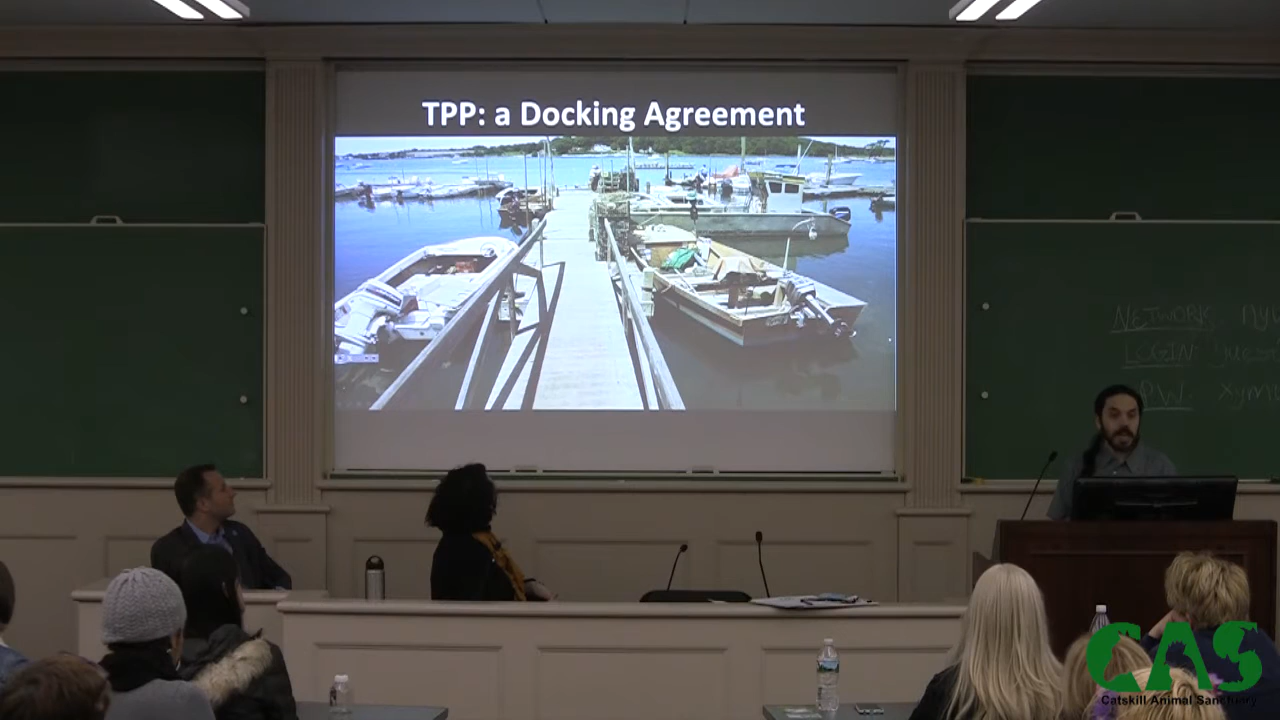 TPP: a Docking Agreement
NETWORK:
LOGIN:
PW:
CAS
Catskill Animal Sanctuary